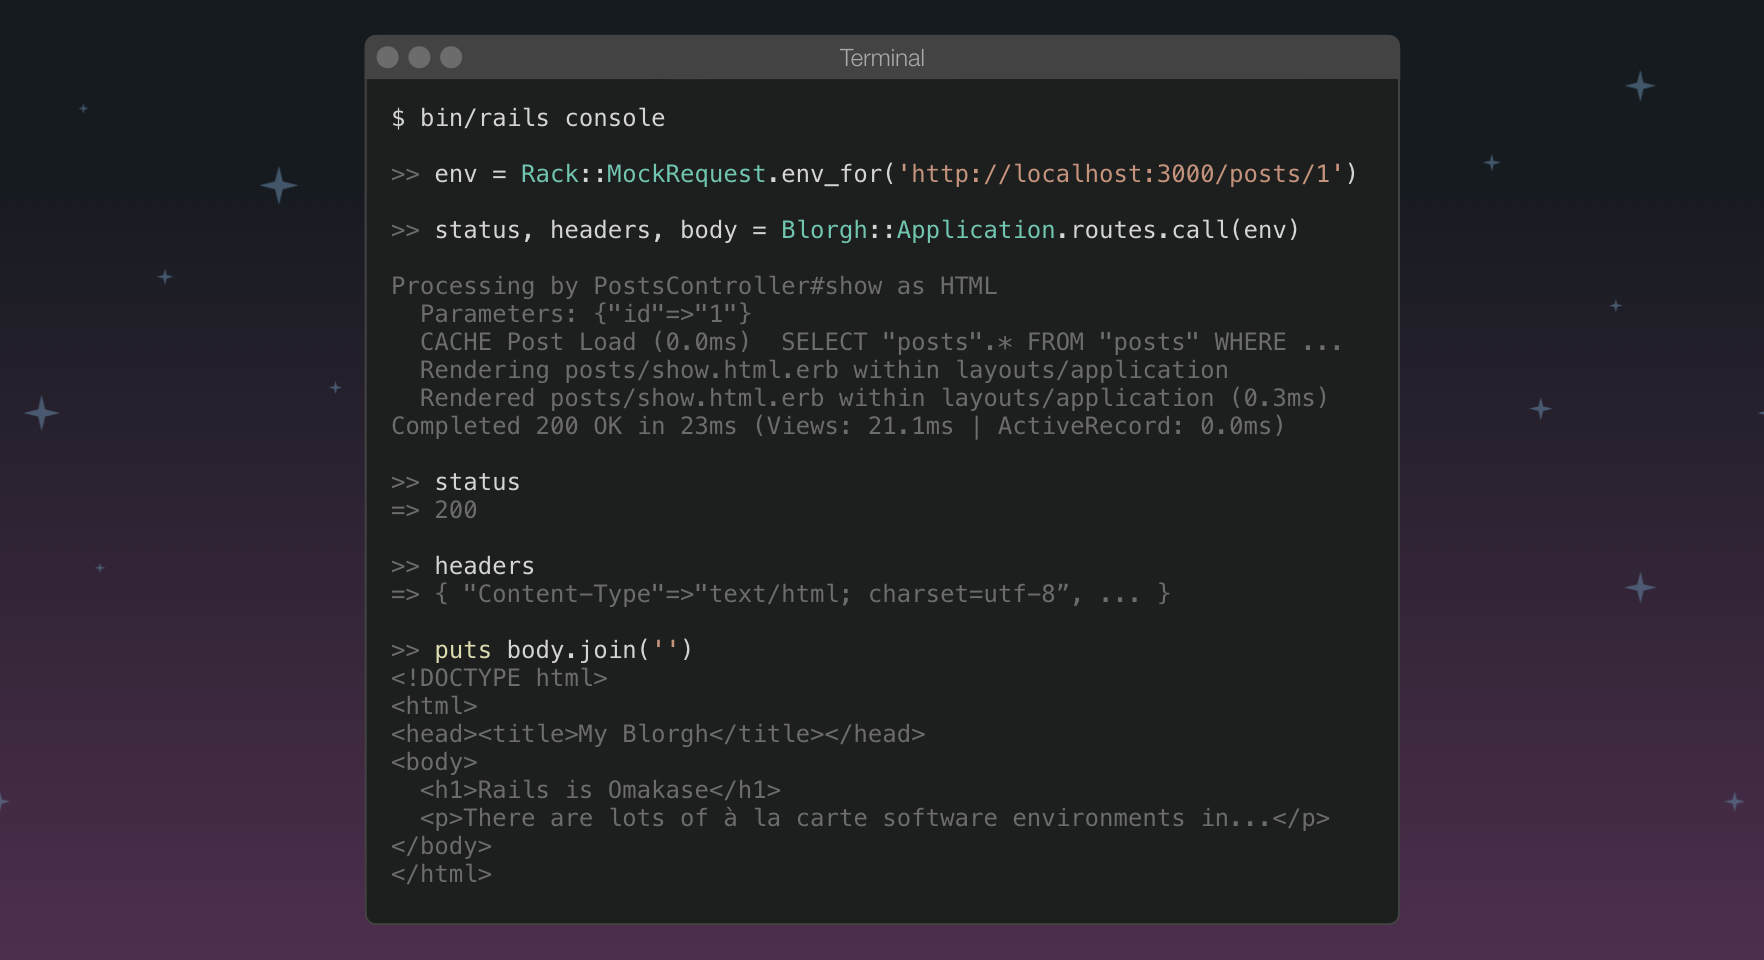 Terminal
$ bin/rails console
>> env = Rack::MockRequest.env_for('http://localhost:3000/posts/1')
>> status, headers, body = Blorgh::Application.routes.call(env)
Processing by PostsController#show as HTML
  Parameters: {"id"=>"1"}
  CACHE Post Load (0.0ms)  SELECT "posts".* FROM "posts" WHERE ...
  Rendering posts/show.html.erb within layouts/application
  Rendered posts/show.html.erb within layouts/application (0.3ms)
Completed 200 OK in 23ms (Views: 21.1ms | ActiveRecord: 0.0ms)
>> status
=> 200
>> headers
=> { "Content-Type"=>"text/html; charset=utf-8”, ... }
>> puts body.join('')
<!DOCTYPE html>
<html>
<head><title>My Blorgh</title></head>
<body>
  <h1>Rails is Omakase</h1>
  <p>There are lots of à la carte software environments in...</p>
</body>
</html>